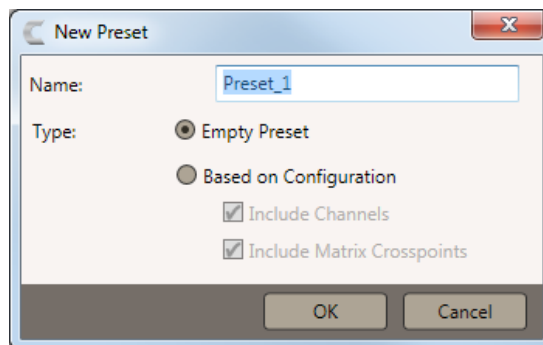 New Preset
Name: Preset_1
Type: Empty Preset
Based on Configuration
Include Channels
Include Matrix Crosspoints
OK Cancel